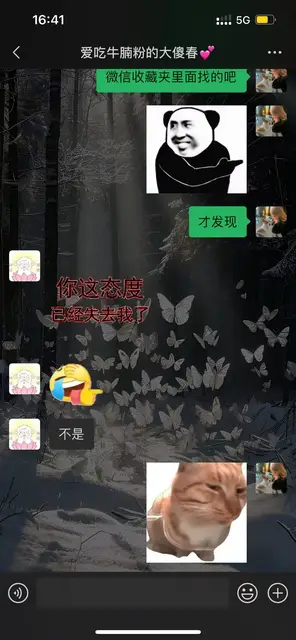 16:41
5G
爱吃牛腩粉的大傻春💕
微信收藏夹里面找的吧
才发现
你这态度
已经失去我了
不是